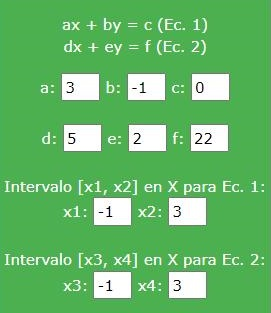 ax + by = c (Ec. 1)
dx + ey = f (Ec. 2)
a: 3 b: -1 c: 0
d: 5 e: 2 f: 22
Intervalo [x1, x2] en X para Ec. 1:
x1: -1 x2: 3
Intervalo [x3, x4] en X para Ec. 2:
x3: -1 x4: 3